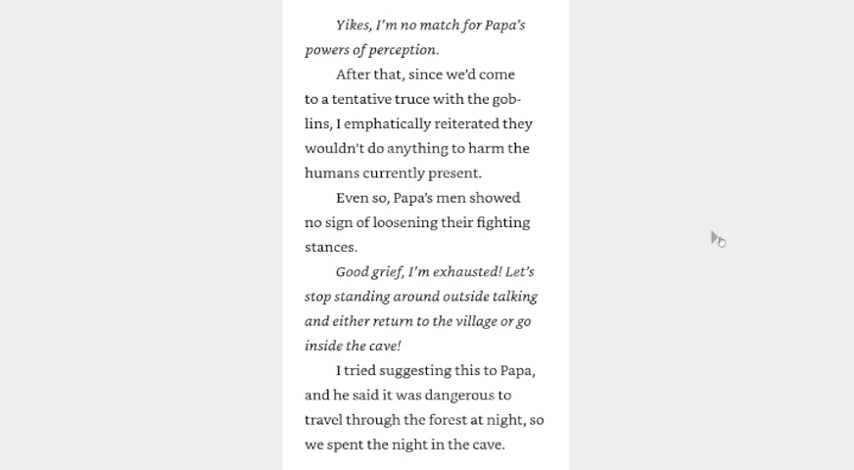 Yikes, I'm no match for Papa's
powers of perception.
After that, since we'd come
to a tentative truce with the gob-
lins, I emphatically reiterated they
wouldn't do anything to harm the
humans currently present.
Even so, Papa's men showed
no sign of loosening their fighting
stances.
Good grief, I'm exhausted! Let's
stop standing around outside talking
and either return to the village or go
inside the cave!
I tried suggesting this to Papa,
and he said it was dangerous to
travel through the forest at night, so
we spent the night in the cave.